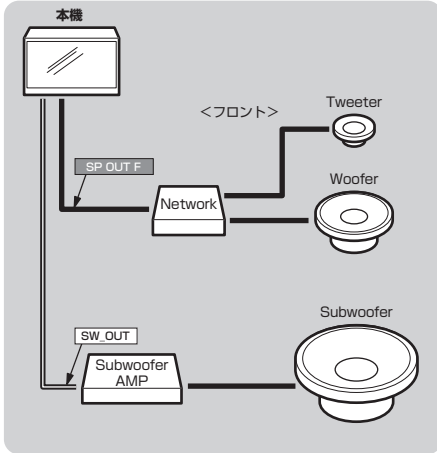 本機
＜フロント＞
Tweeter
SP OUT F
Woofer
Network
Subwoofer
SW_OUT
Subwoofer
AMP